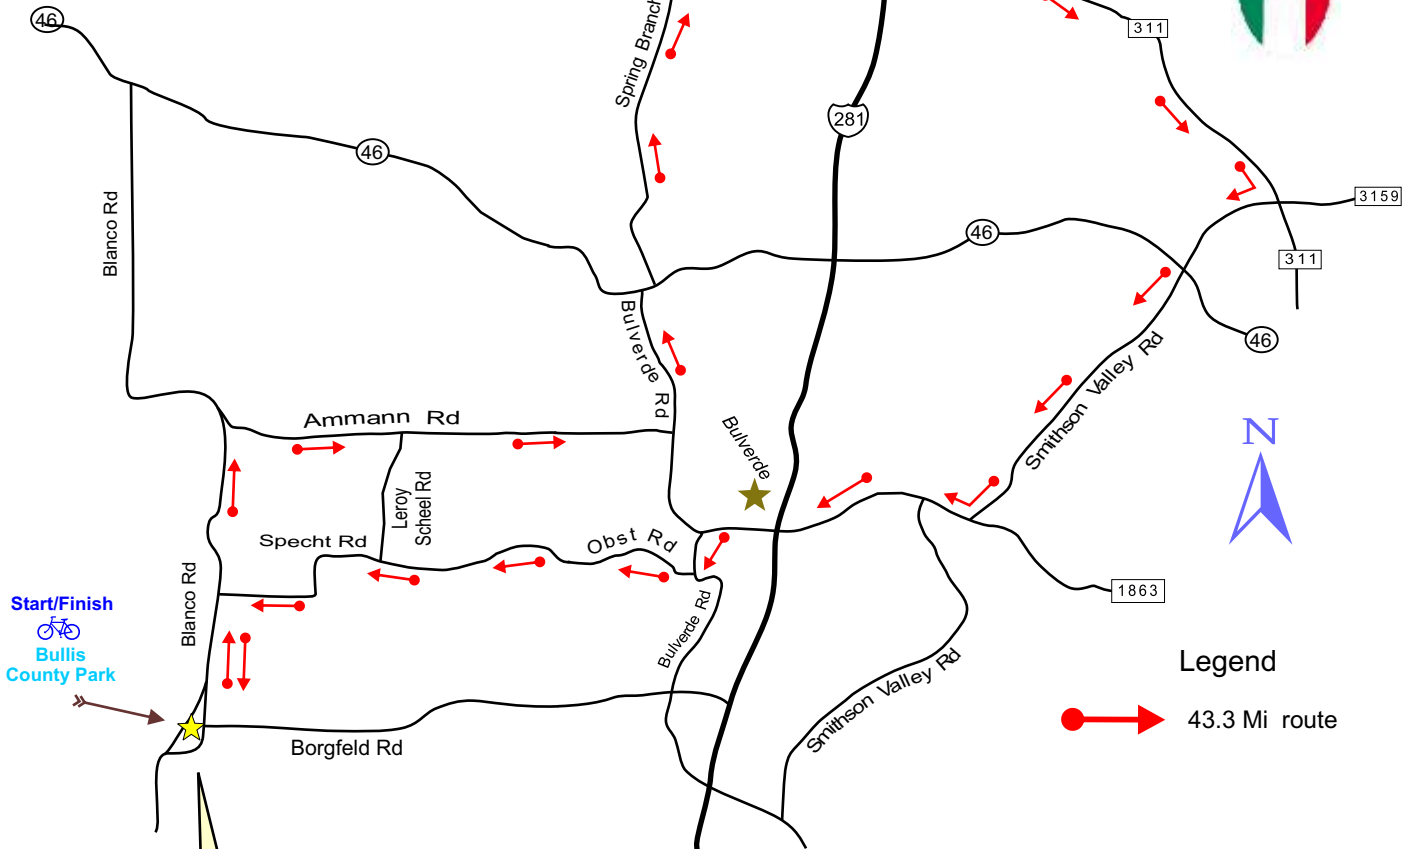 46
Spring Branch
311
281
46
Blanco Rd
3159
46
311
Bulverde Rd
46
Smithson Valley Rd
Ammann Rd
Bulverde
N
Leroy
Scheel Rd
Specht Rd
Obst Rd
Blanco Rd
1863
Start/Finish
Bullis
County Park
Bulverde Rd
Smithson Valley Rd
Legend
43.3 Mi route
Borgfeld Rd